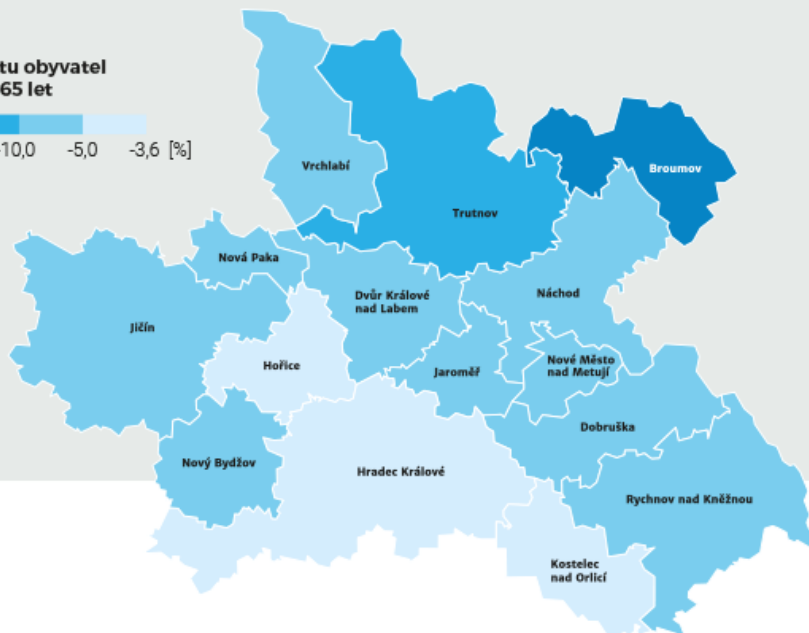 tu obyvatel
65 let
-10,0 -5,0 -3,6 [%]
Vrchlabí
Broumov
Trutnov
Nová Paka
Dvůr Králové
nad Labem
Náchod
Jičín
Hořice
Jaroměř
Nové Město
nad Metují
Dobruška
Nový Bydžov
Hradec Králové
Rychnov nad Kněžnou
Kostelec
nad Orlicí